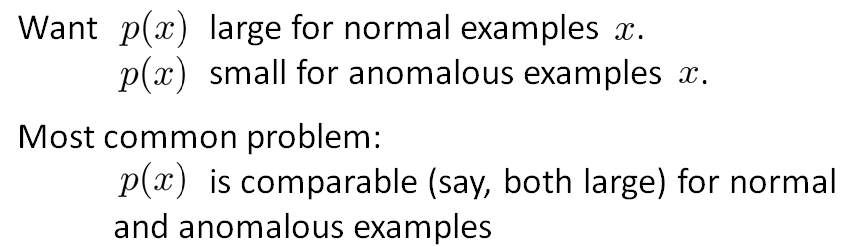 Want p(x) large for normal examples x.
p(x) small for anomalous examples x.
Most common problem:
p(x) is comparable (say, both large) for normal
and anomalous examples